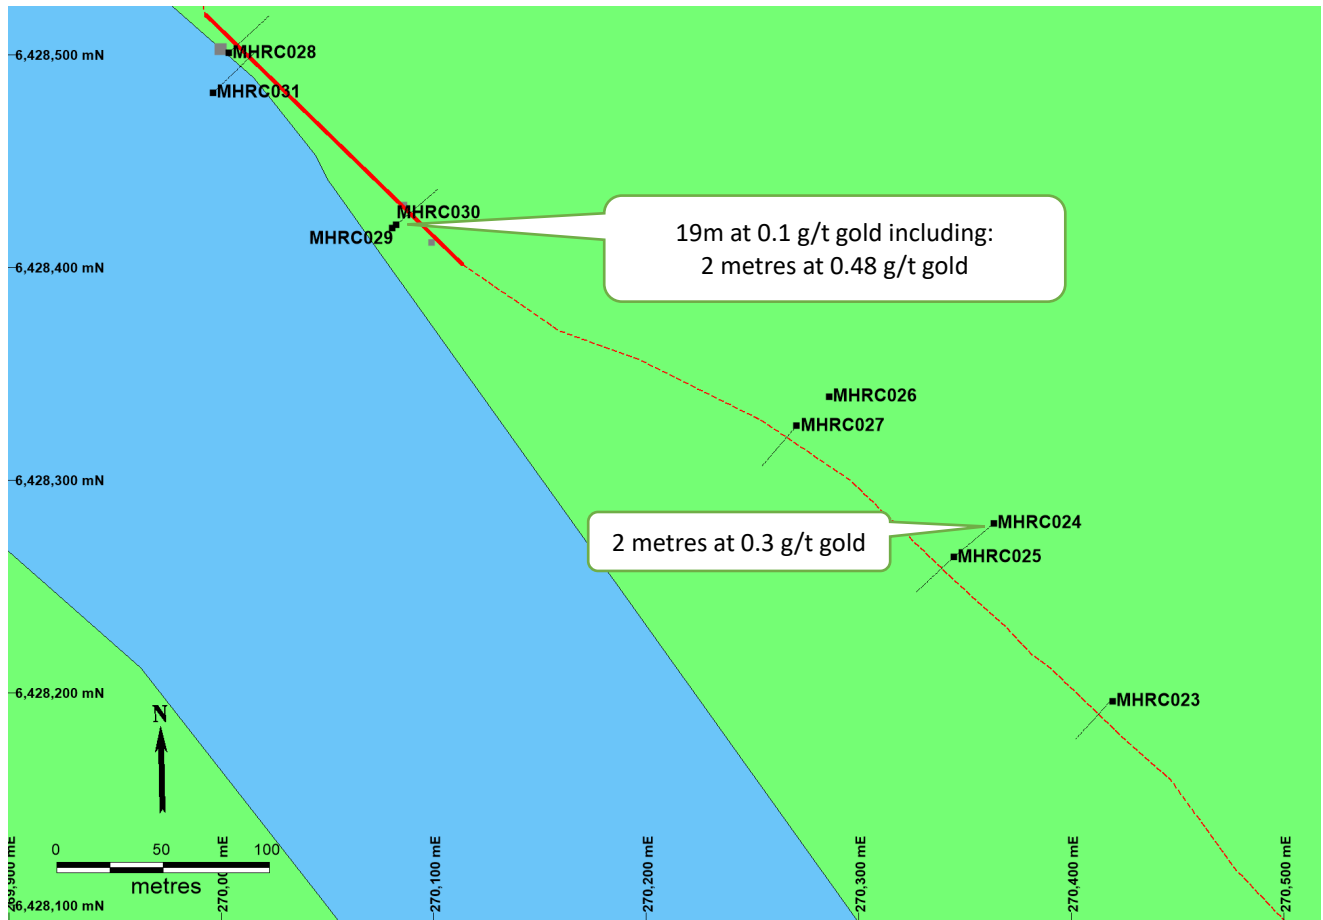 6,428,500 mN
MHRC028
MHRC031
MHRC030
MHRC029
19m at 0.1 g/t gold including:
2 metres at 0.48 g/t gold
6,428,400 mN
MHRC026
MHRC027
6,428,300 mN
MHRC024
2 metres at 0.3 g/t gold
MHRC025
6,428,200 mN
MHRC023
N
0 50 100
metres
6,428,100 mN
mE
270,100 mE
270,200 mE
270,300 mE
270,400 mE
270,500 mE